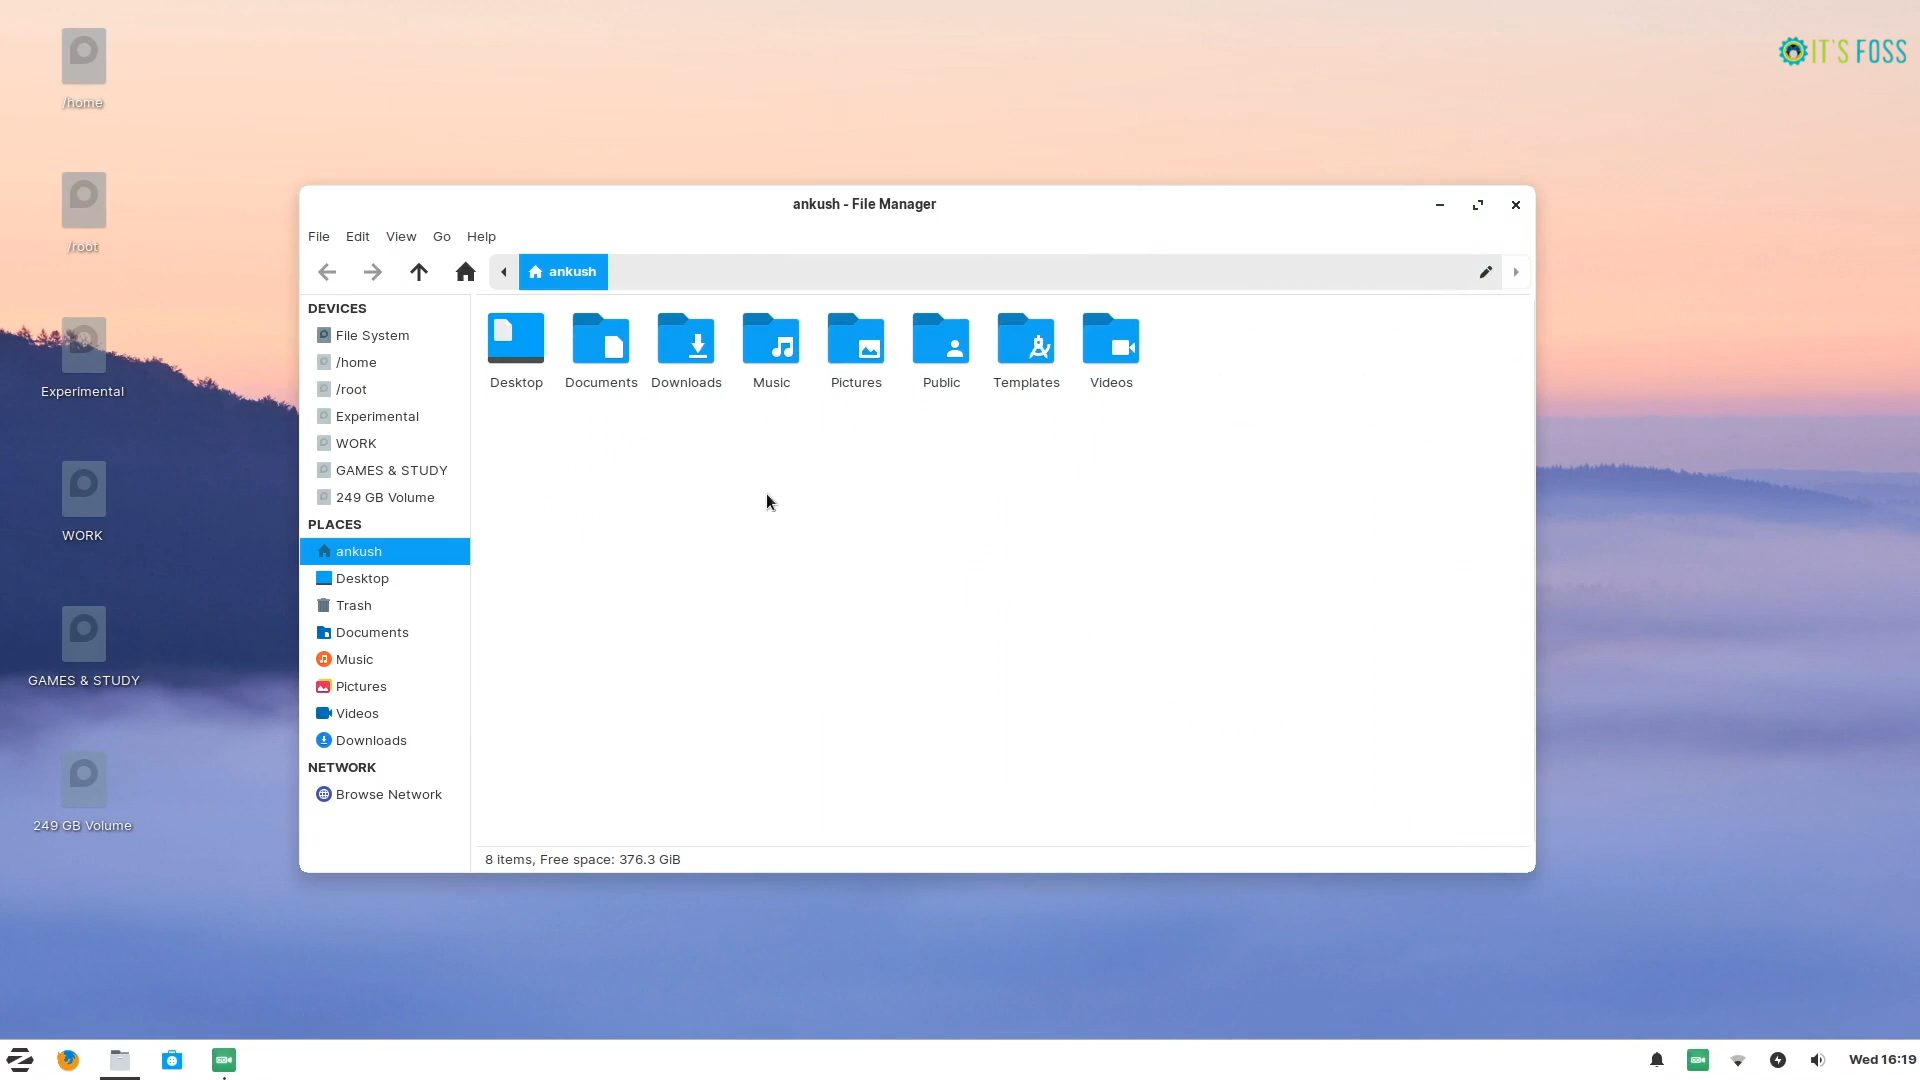 /home
/root
Experimental
WORK
GAMES & STUDY
249 GB Volume
IT'S FOSS
ankush - File Manager
File Edit View Go Help
ankush
DEVICES
File System
/home
/root
Experimental
WORK
GAMES & STUDY
249 GB Volume
PLACES
ankush
Desktop
Trash
Documents
Music
Pictures
Videos
Downloads
NETWORK
Browse Network
Desktop Documents Downloads Music Pictures Public Templates Videos
8 items, Free space: 376.3 GiB
Wed 16:19